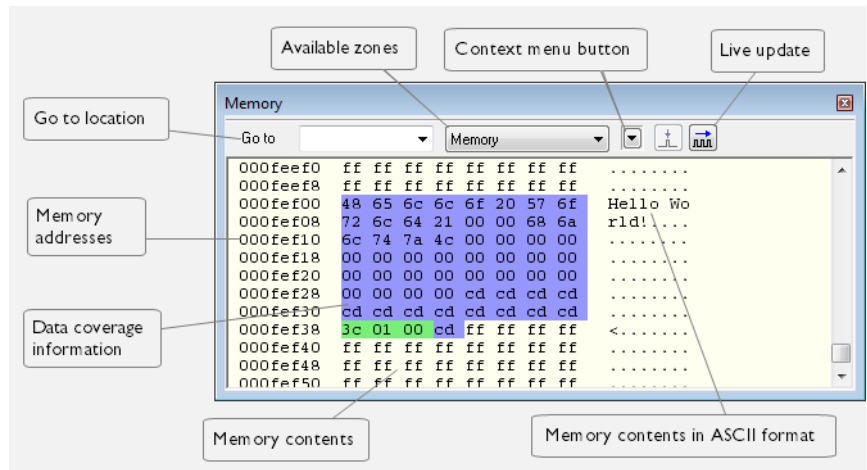 Available zones
Context menu button
Live update
Go to location
Memory
Go to
Memory
000feef0 ff ff ff ff ff ff ff ff ........
000feef8 ff ff ff ff ff ff ff ff ........
000fef00 48 65 6c 6c 6f 20 57 6f Hello Wo
000fef08 72 6c 64 21 00 00 68 6a rld!....
000fef10 6c 74 7a 4c 00 00 00 00 ........
000fef18 00 00 00 00 00 00 00 00 ........
000fef20 00 00 00 00 00 00 00 00 ........
000fef28 00 00 00 00 cd cd cd cd ........
000fef30 cd cd cd cd cd cd cd cd ........
000fef38 3c 01 00 cd ff ff ff ff <.......
000fef40 ff ff ff ff ff ff ff ff ........
000fef48 ff ff ff ff ff ff ff ff ........
000fef50 ff ff ff ff ff ff ff ff ........
Memory
addresses
Data coverage
information
Memory contents
Memory contents in ASCII format